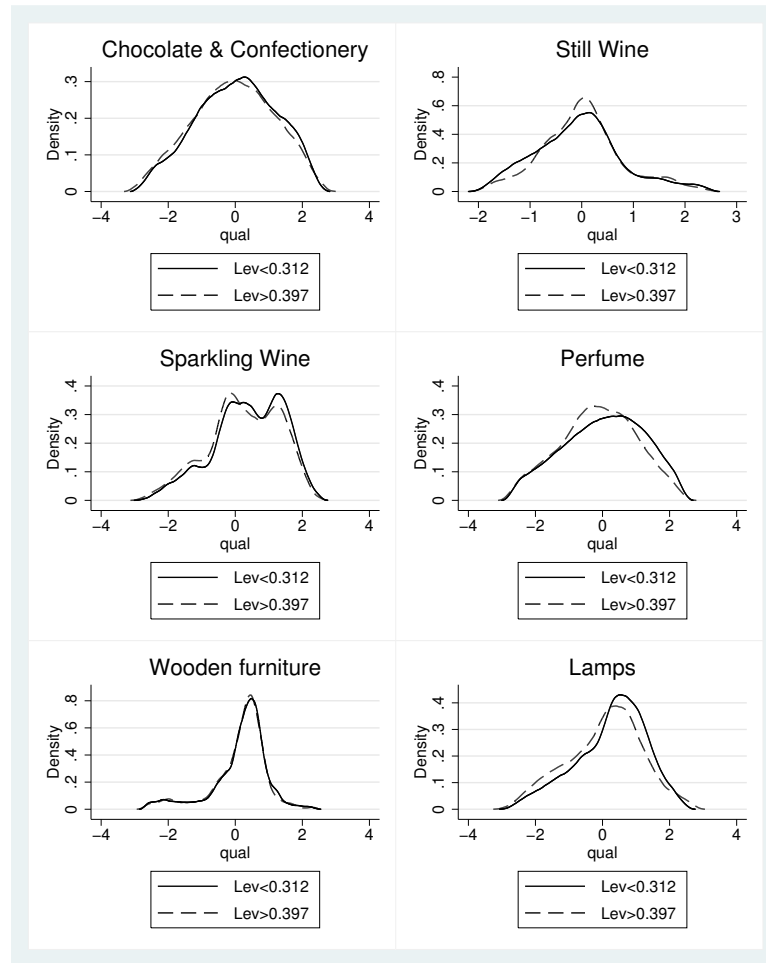 Chocolate & Confectionery
Density
0 .1 .2 .3
−4 −2 0 2 4
qual
Lev<0.312
Lev>0.397
Still Wine
Density
0 .2 .4 .6 .8
−2 −1 0 1 2 3
qual
Lev<0.312
Lev>0.397
Sparkling Wine
Density
0 .1 .2 .3 .4
−4 −2 0 2 4
qual
Lev<0.312
Lev>0.397
Perfume
Density
0 .1 .2 .3 .4
−4 −2 0 2 4
qual
Lev<0.312
Lev>0.397
Wooden furniture
Density
0 .2 .4 .6 .8
−4 −2 0 2 4
qual
Lev<0.312
Lev>0.397
Lamps
Density
0 .1 .2 .3 .4
−4 −2 0 2 4
qual
Lev<0.312
Lev>0.397